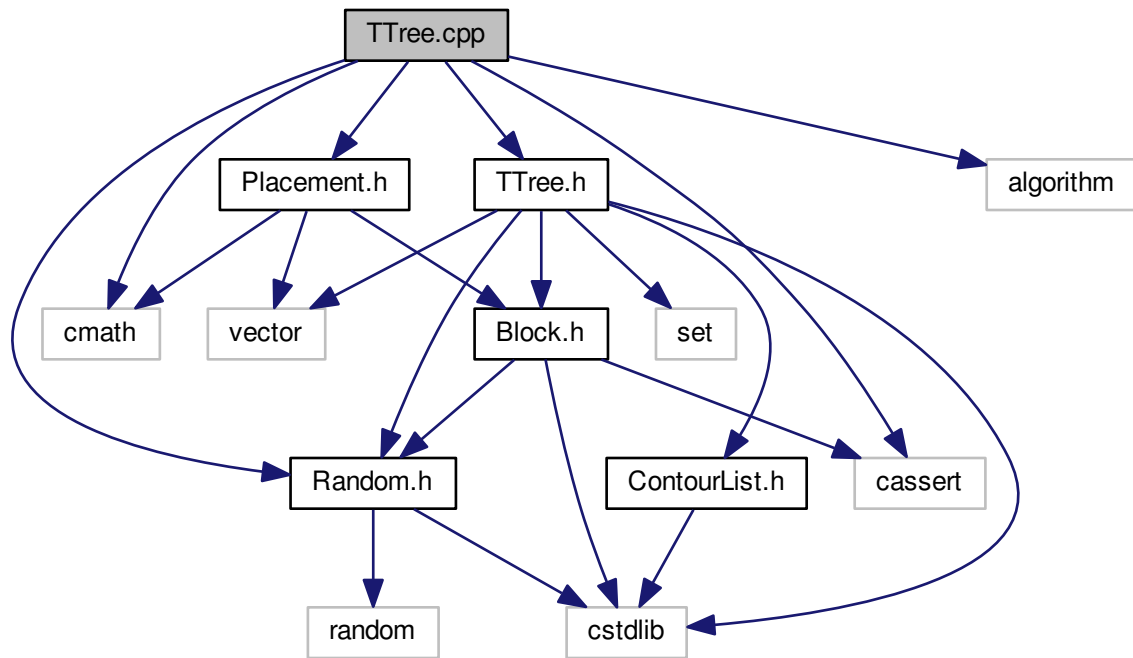 TTree.cpp
Placement.h
TTree.h
algorithm
cmath
vector
Block.h
set
Random.h
ContourList.h
cassert
random
cstdlib